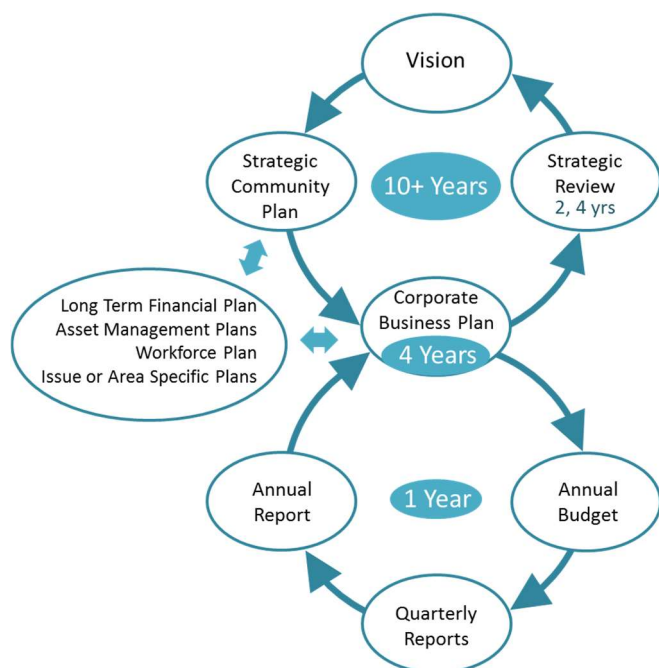 Vision
Strategic
Community
Plan
10+ Years
Strategic
Review
2, 4 yrs
Long Term Financial Plan
Asset Management Plans
Workforce Plan
Issue or Area Specific Plans
Corporate
Business Plan
4 Years
Annual
Report
1 Year
Annual
Budget
Quarterly
Reports